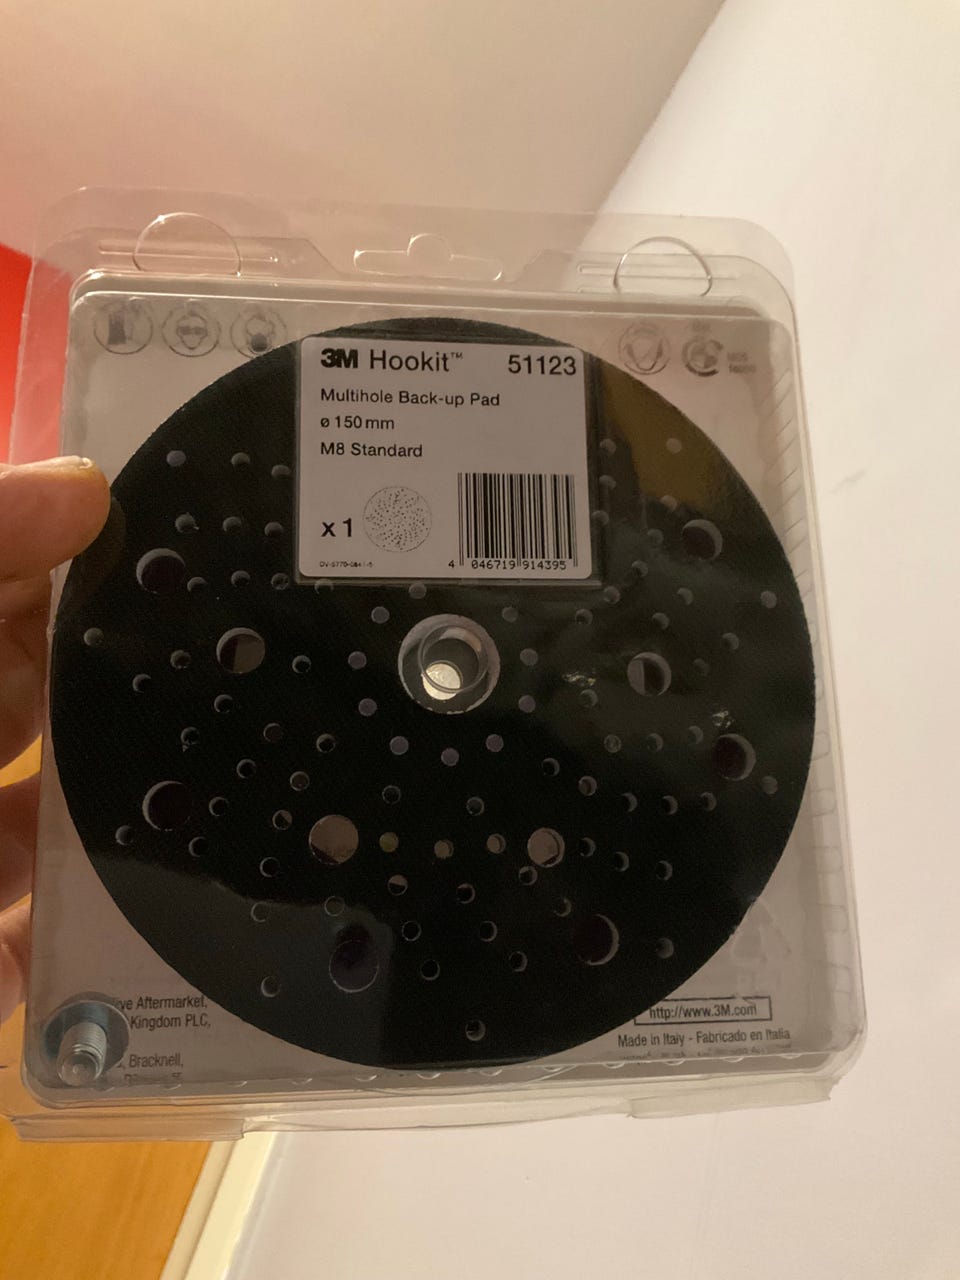 3M Hookit™ 51123
Multihole Back-up Pad
ø 150 mm
M8 Standard
x 1
4 046719 914395
Aftermarket,
Kingdom PLC,
Bracknell,
http://www.3M.com
Made in Italy - Fabricado en Italia